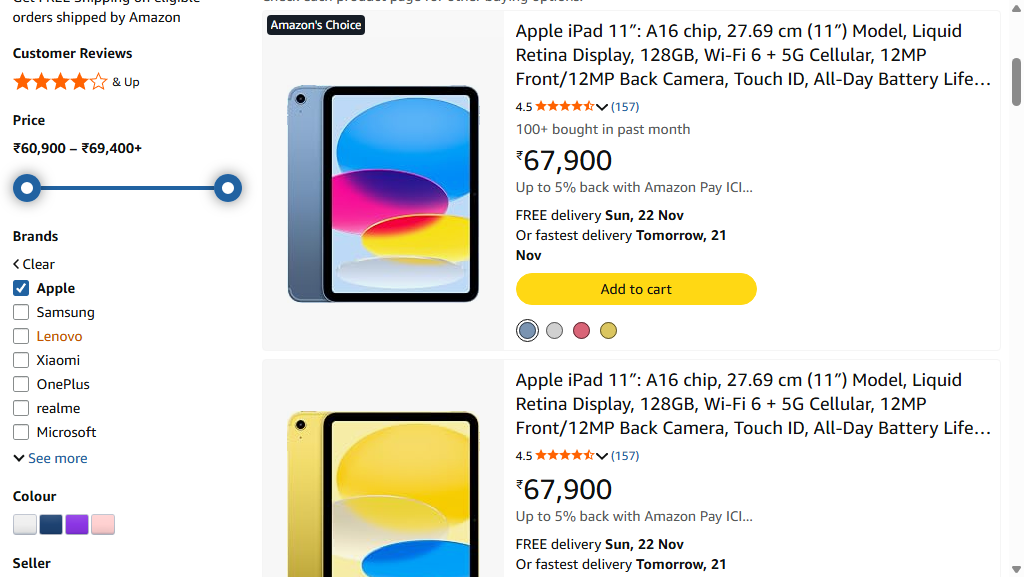 orders shipped by Amazon
Customer Reviews
& Up
Price
₹60,900 – ₹69,400+
Brands
Clear
Apple
Samsung
Lenovo
Xiaomi
OnePlus
realme
Microsoft
See more
Colour
Seller
Amazon's Choice
Apple iPad 11″: A16 chip, 27.69 cm (11″) Model, Liquid
Retina Display, 128GB, Wi-Fi 6 + 5G Cellular, 12MP
Front/12MP Back Camera, Touch ID, All-Day Battery Life…
4.5 (157)
100+ bought in past month
₹67,900
Up to 5% back with Amazon Pay ICI…
FREE delivery Sun, 22 Nov
Or fastest delivery Tomorrow, 21
Nov
Add to cart
Apple iPad 11″: A16 chip, 27.69 cm (11″) Model, Liquid
Retina Display, 128GB, Wi-Fi 6 + 5G Cellular, 12MP
Front/12MP Back Camera, Touch ID, All-Day Battery Life…
4.5 (157)
₹67,900
Up to 5% back with Amazon Pay ICI…
FREE delivery Sun, 22 Nov
Or fastest delivery Tomorrow, 21